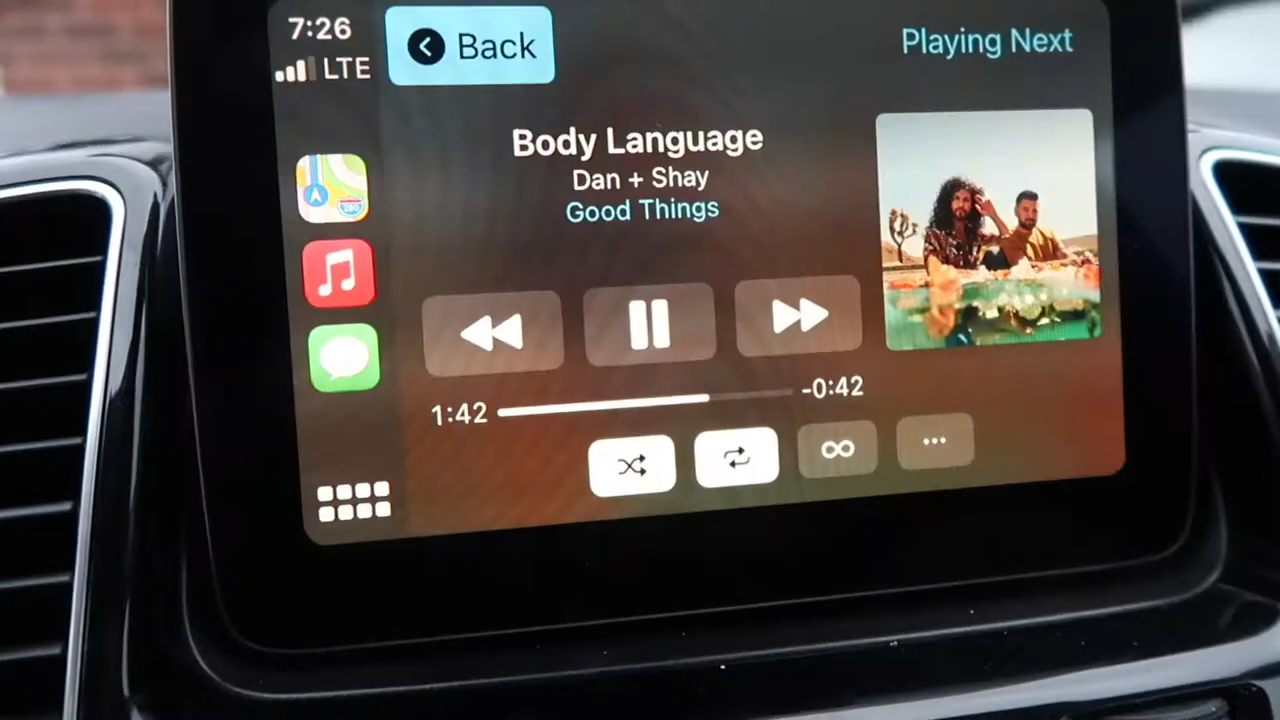 7:26
LTE
Back
Playing Next
Body Language
Dan + Shay
Good Things
1:42
-0:42